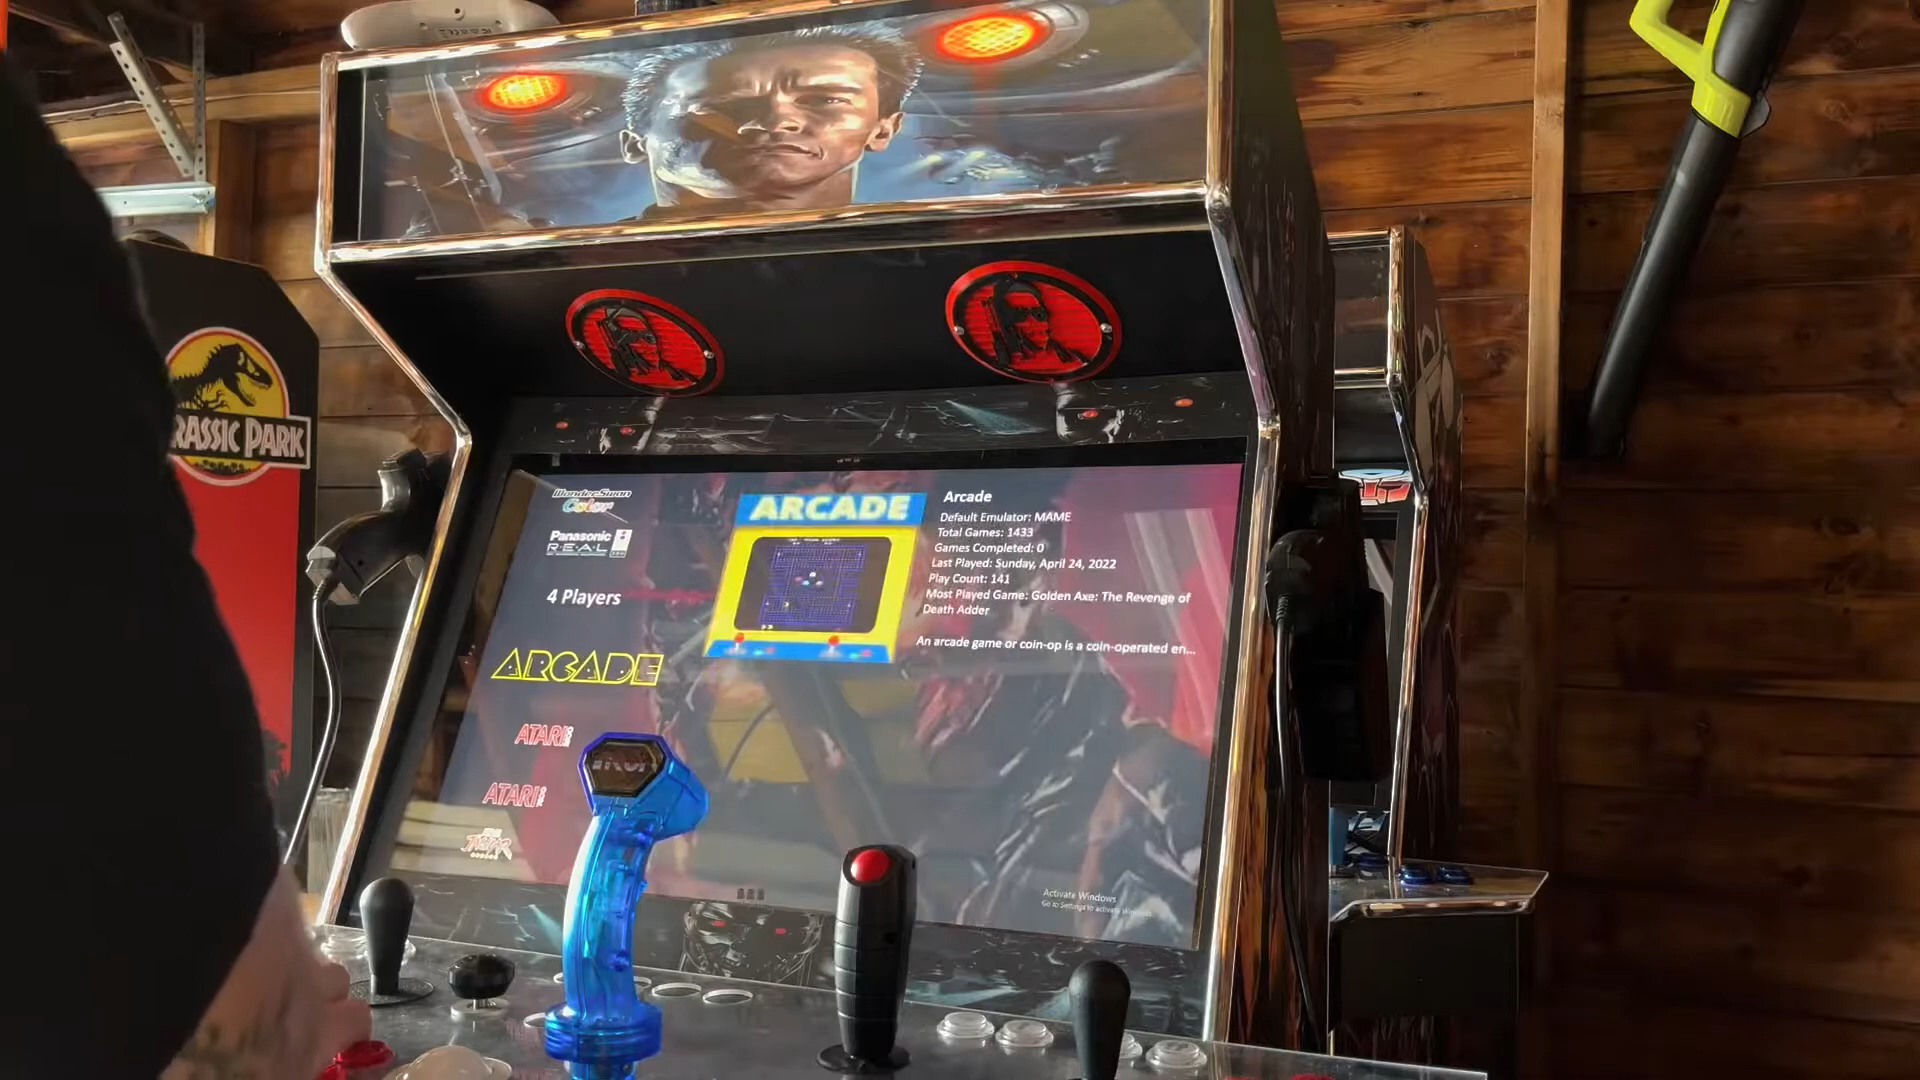 RASSIC PARK
WonderSwan
Color
Panasonic
REAL
4 Players
ARCADE
ATARI
ATARI
JAGUAR
ARCADE
Arcade
Default Emulator: MAME
Total Games: 1433
Games Completed: 0
Last Played: Sunday, April 24, 2022
Play Count: 141
Most Played Game: Golden Axe: The Revenge of
Death Adder
An arcade game or coin-op is a coin-operated en...
TRON
Activate Windows
Go to Settings to activate Windows.